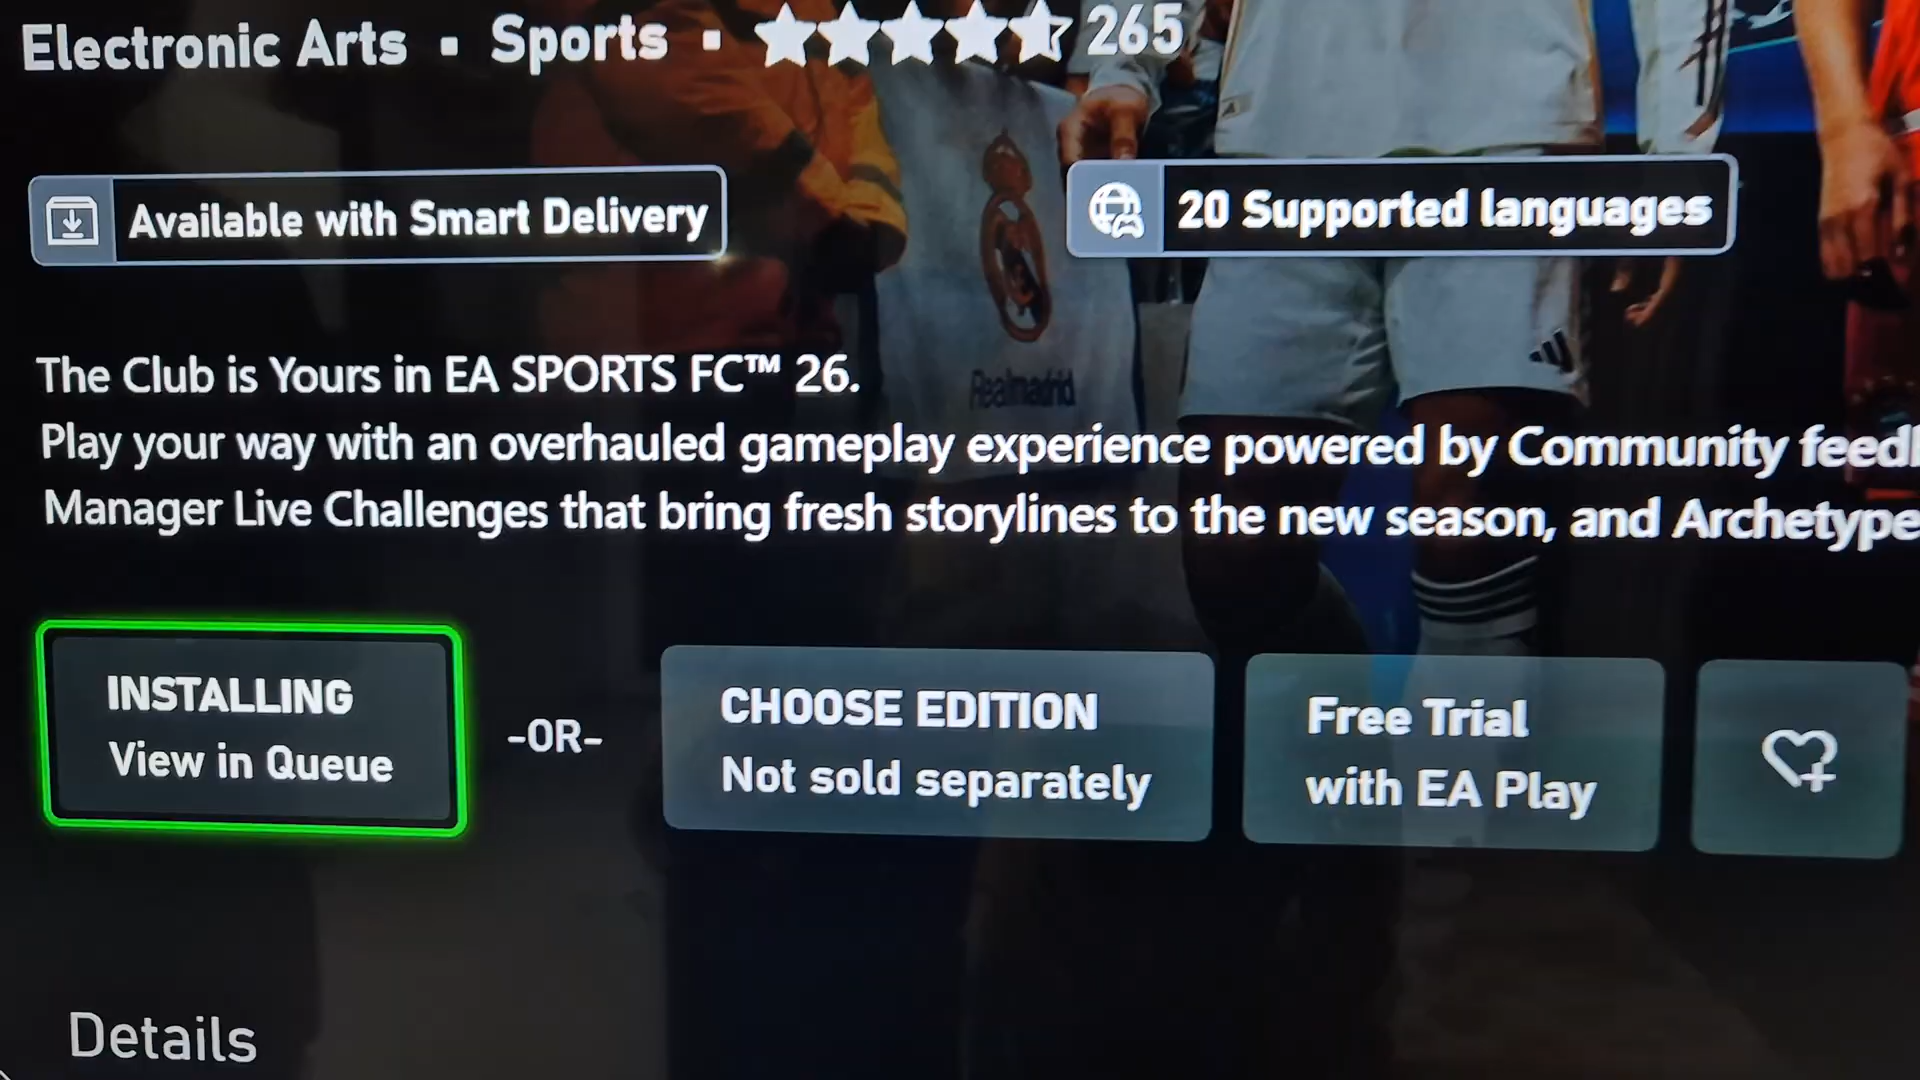 Electronic Arts ▪ Sports ▪ 265
Available with Smart Delivery
20 Supported languages
Realmadrid
The Club is Yours in EA SPORTS FC™ 26.
Play your way with an overhauled gameplay experience powered by Community
Manager Live Challenges that bring fresh storylines to the new season, and Archetype
INSTALLING
View in Queue
-OR-
CHOOSE EDITION
Not sold separately
Free Trial
with EA Play
Details